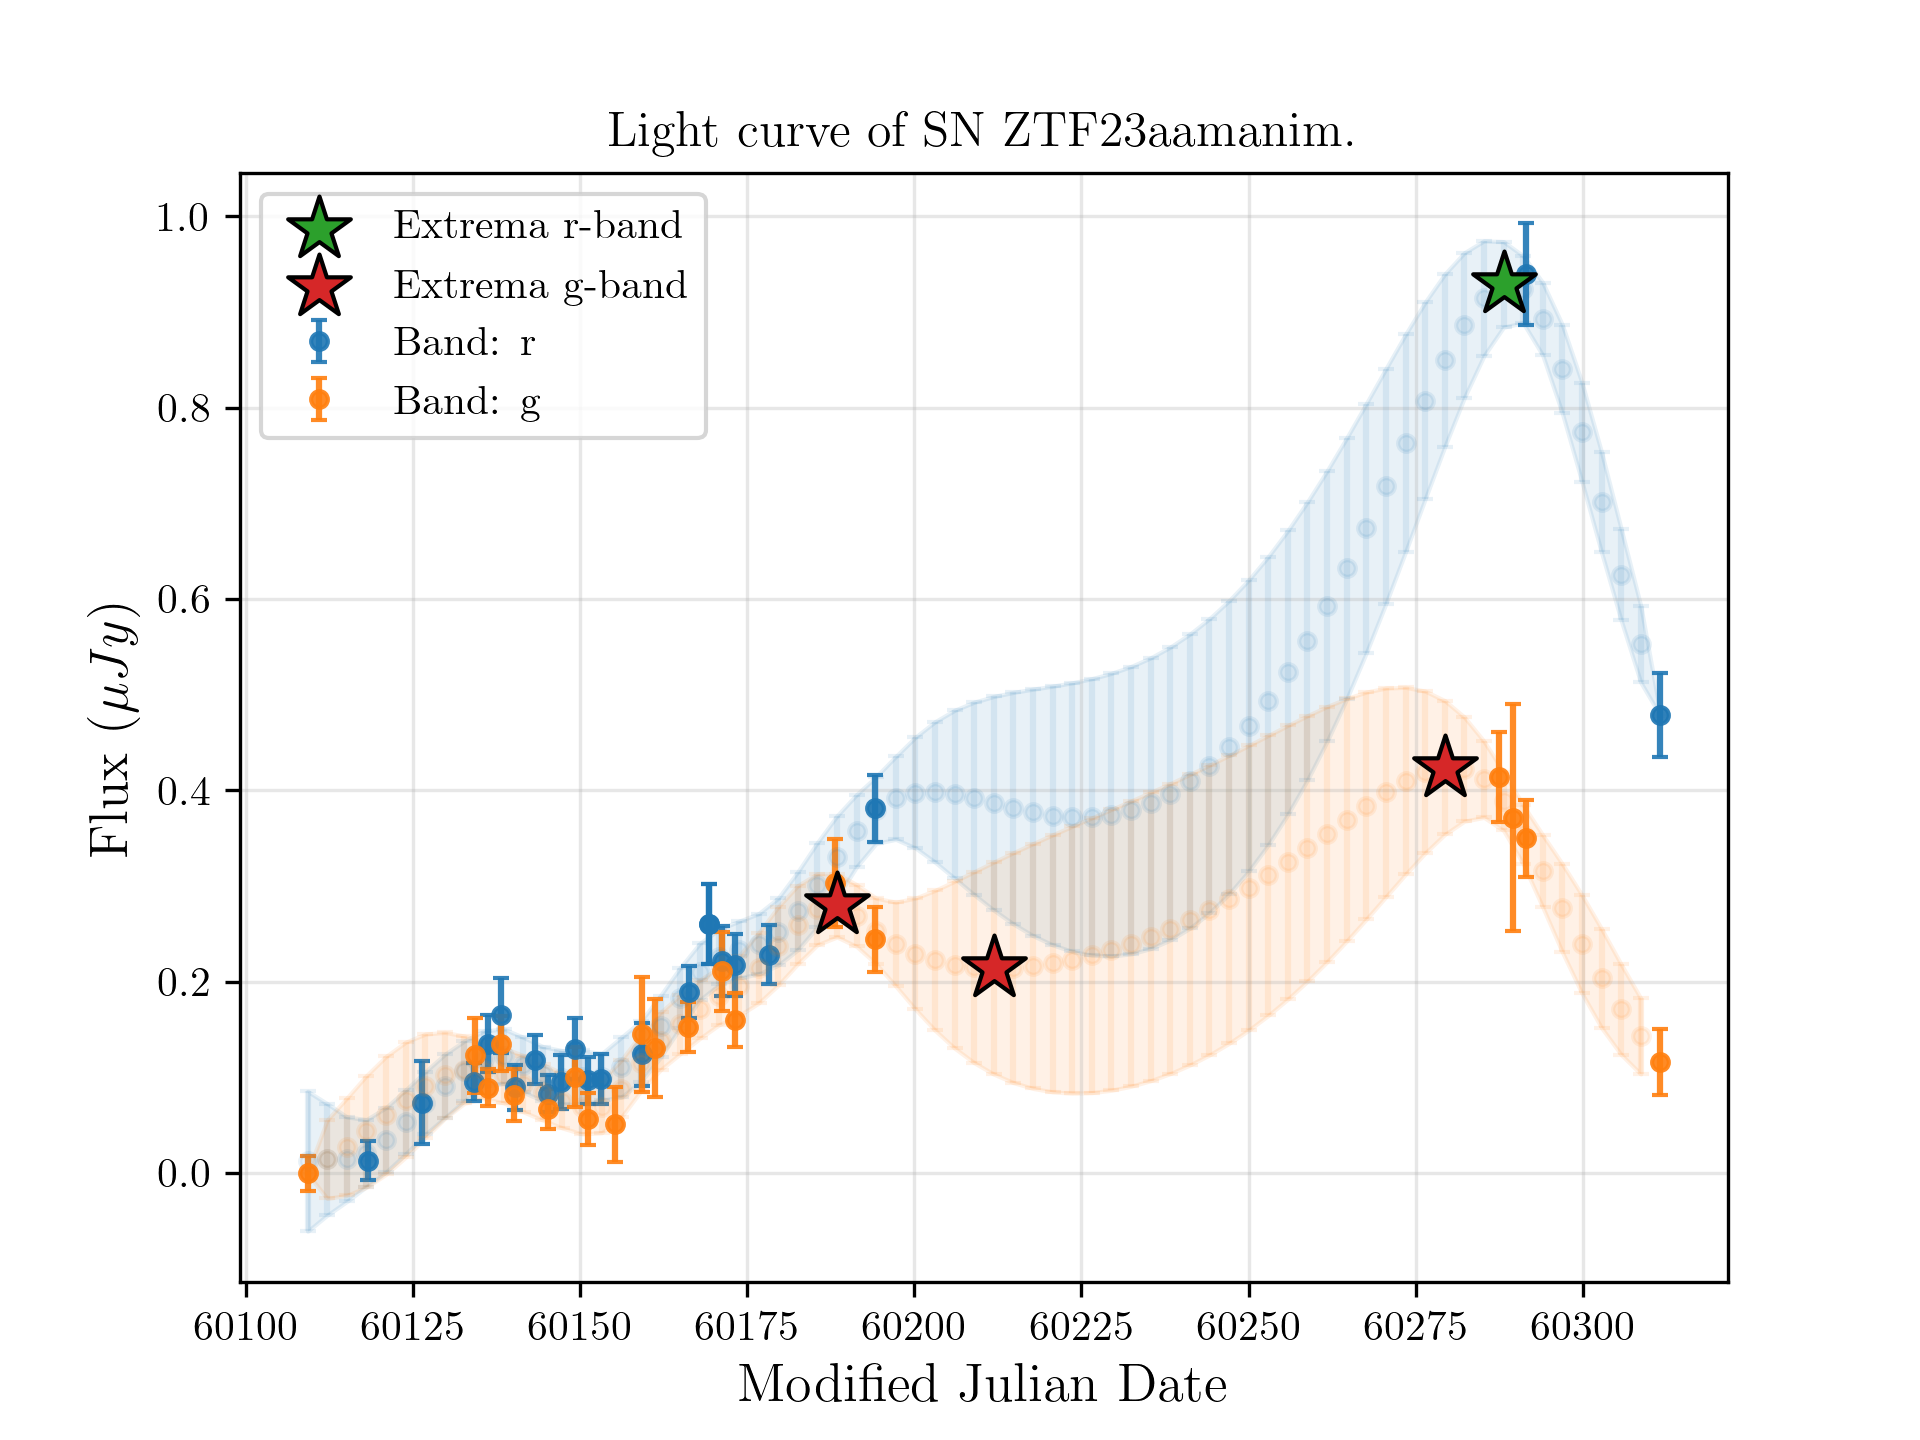 Light curve of SN ZTF23aamanim.
Extrema r-band
Extrema g-band
Band: r
Band: g
1.0
0.8
0.6
0.4
0.2
0.0
Flux (μJy)
60100 60125 60150 60175 60200 60225 60250 60275 60300
Modified Julian Date